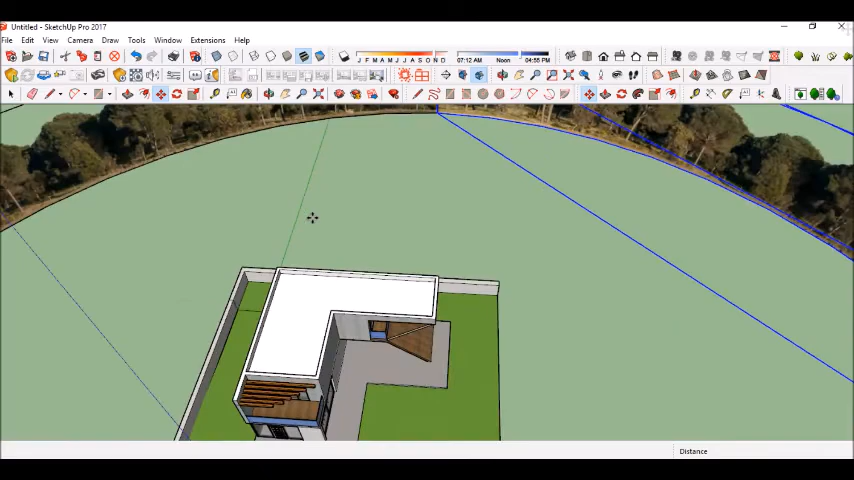 Untitled - SketchUp Pro 2017
File Edit View Camera Draw Tools Window Extensions Help
J F M A M J J A S O N D 07:12 AM Noon 04:55 PM
Distance